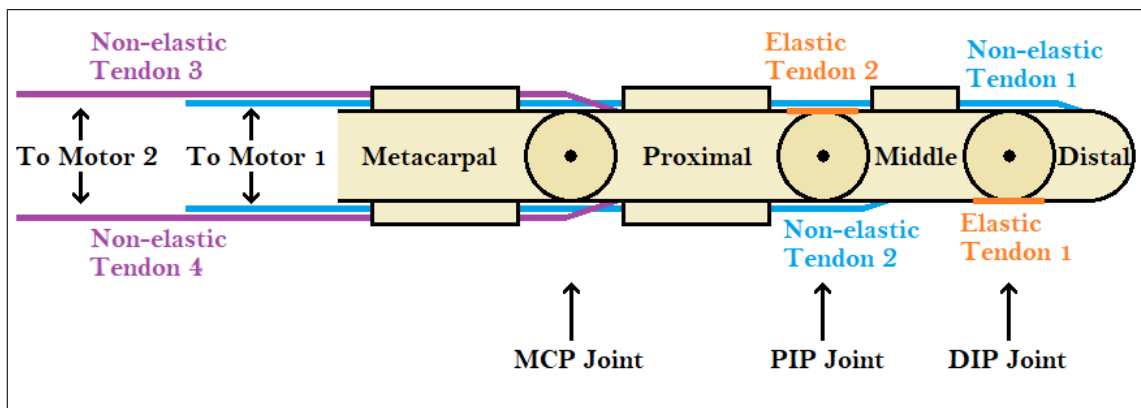 Non-elastic
Tendon 3
Elastic
Tendon 2
Non-elastic
Tendon 1
To Motor 2
To Motor 1
Metacarpal
Proximal
Middle
Distal
Non-elastic
Tendon 4
Non-elastic
Tendon 2
Elastic
Tendon 1
MCP Joint
PIP Joint
DIP Joint